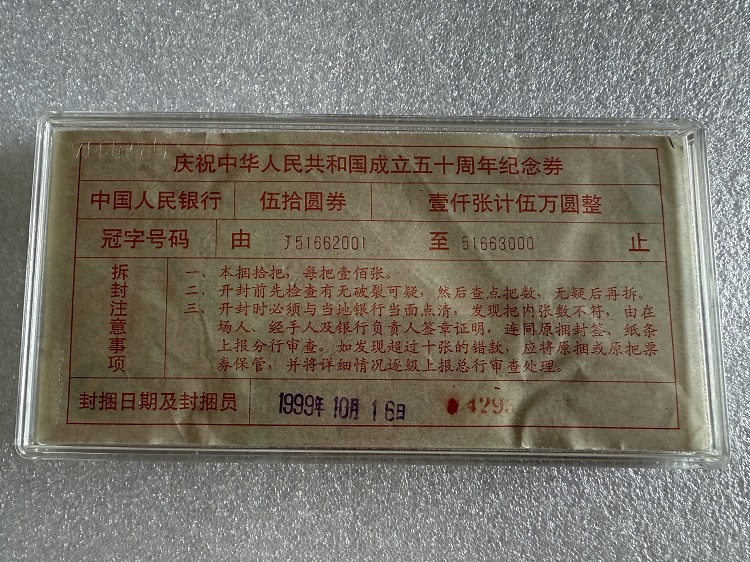 庆祝中华人民共和国成立五十周年纪念券
中国人民银行 伍拾圆券 壹仟张计伍万圆整
冠字号码 由 J51662001 至 51663000 止
拆封注意事项
一、本捆拾把，每把壹佰张。
二、开封前先检查有无破裂可疑，然后查点把数，无疑后再拆。
三、开封时必须与当地银行当面点清，发现把内张数不符，由在
场人、经手人及银行负责人签章证明，连同原捆封签、纸条
上报分行审查。如发现超过十张的错款，应将原捆或原把票
券保管，并将详细情况逐级上报总行审查处理。
封捆日期及封捆员 1999年10月16日